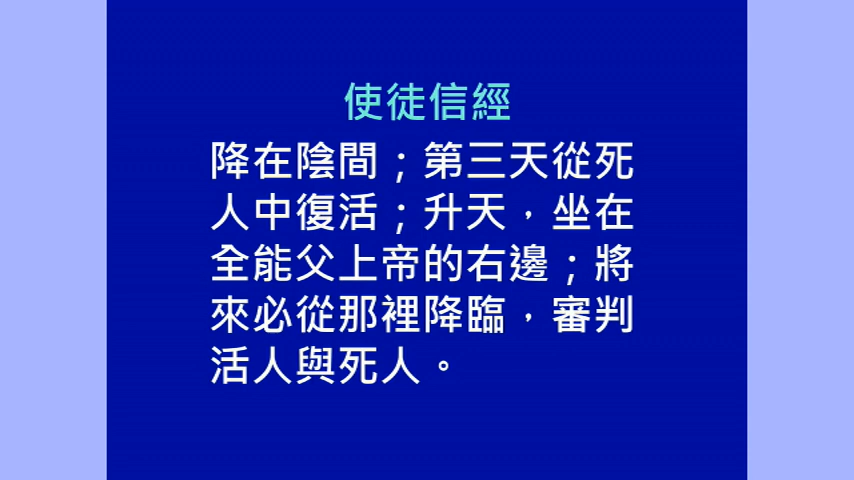 使徒信經
降在陰間；第三天從死
人中復活；升天，坐在
全能父上帝的右邊；將
來必從那裡降臨，審判
活人與死人。